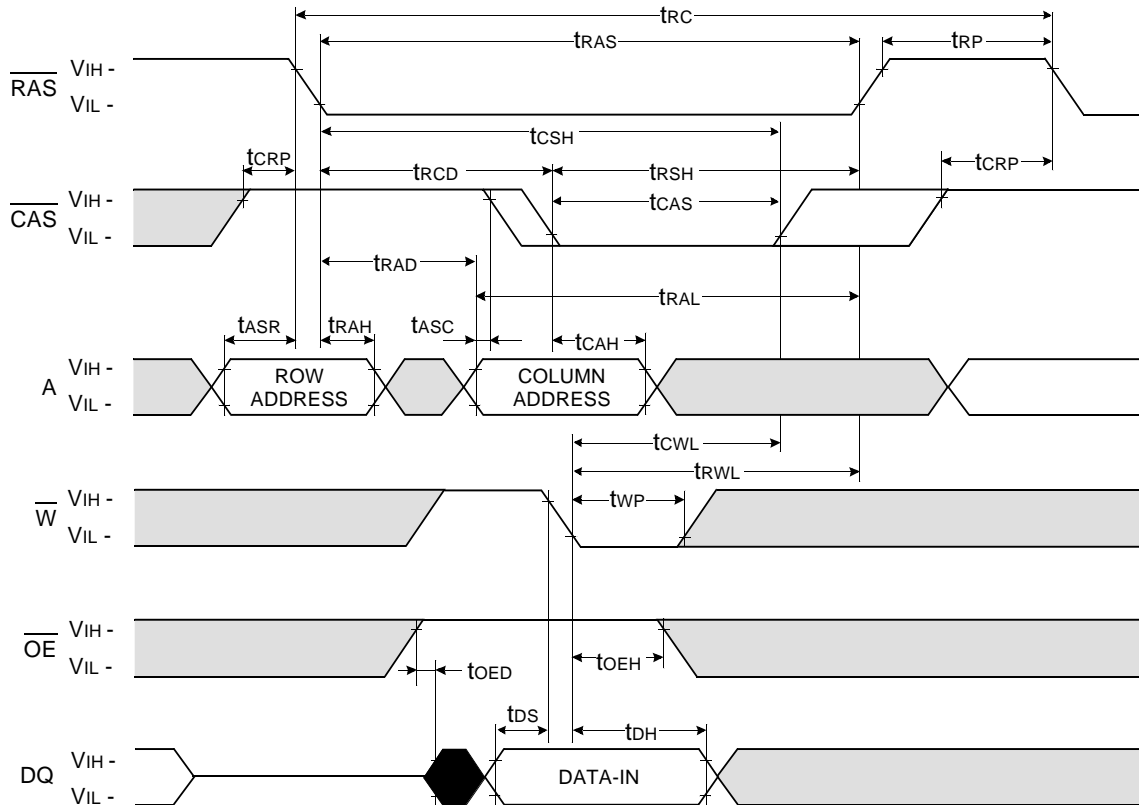 tRC
tRAS
tRP
RAS
VIH -
VIL -
tCSH
tCRP
tRCD
tRSH
tCRP
CAS
VIH -
VIL -
tCAS
tRAD
tRAL
tASR
tRAH
tASC
tCAH
A
VIH -
VIL -
ROW
ADDRESS
COLUMN
ADDRESS
tCWL
tRWL
W
VIH -
VIL -
tWP
OE
VIH -
VIL -
tOED
tOEH
tDS
tDH
DQ
VIH -
VIL -
DATA-IN